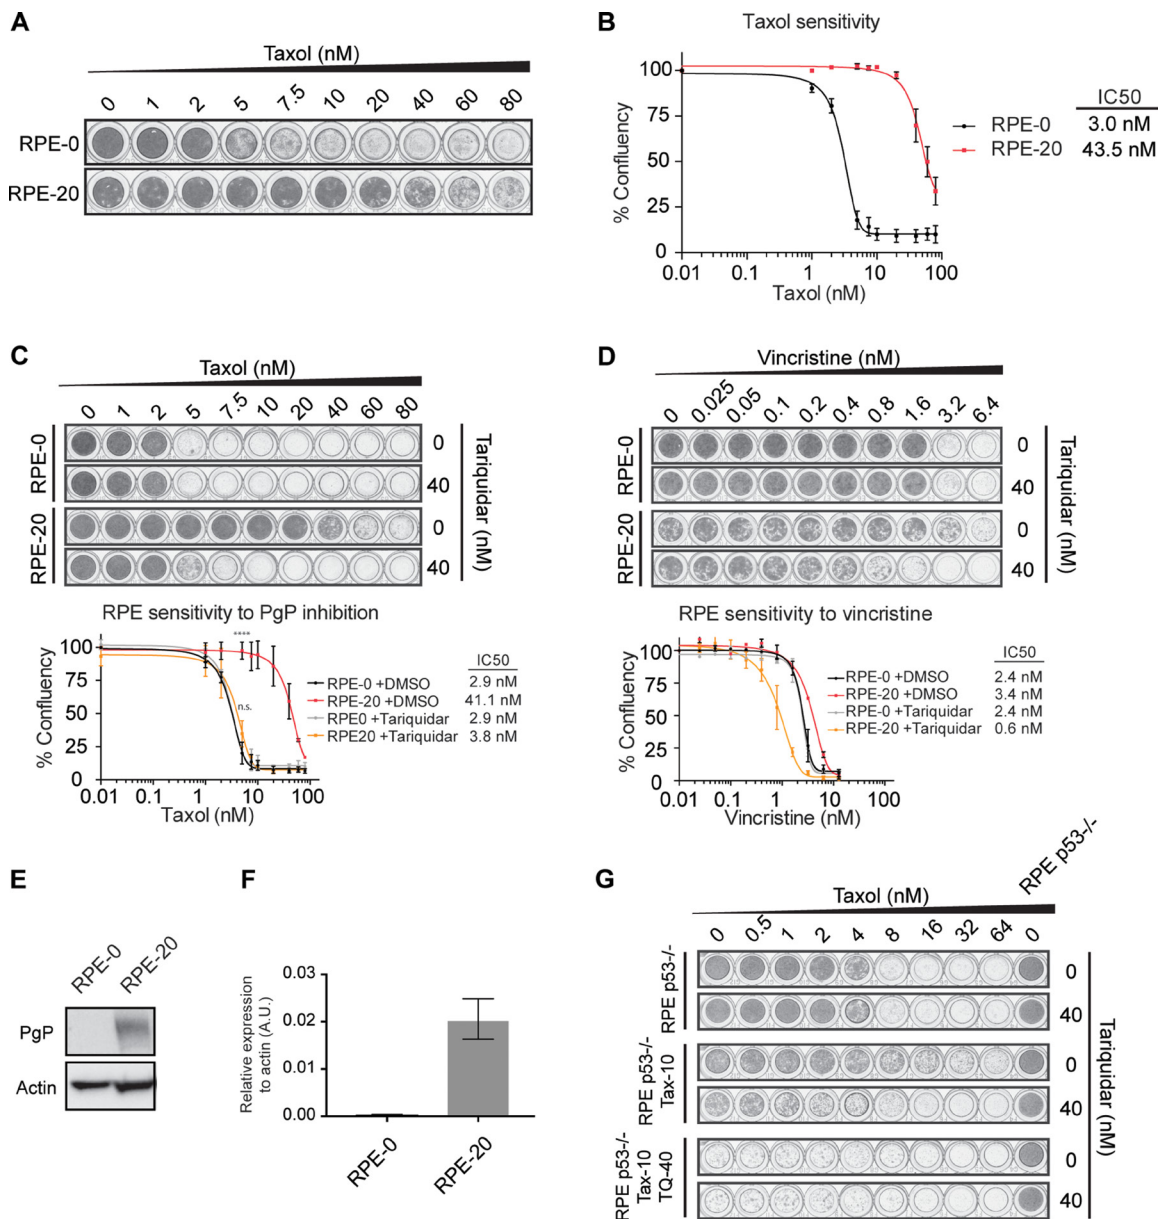 A
Taxol (nM)
0 1 2 5 7.5 10 20 40 60 80
RPE-0
RPE-20
B
Taxol sensitivity
% Confluency
100
75
50
25
0
0.01 0.1 1 10 100
Taxol (nM)
IC50
RPE-0 3.0 nM
RPE-20 43.5 nM
C
Taxol (nM)
0 1 2 5 7.5 10 20 40 60 80
RPE-0
RPE-20
0
40
0
40
Tariquidar (nM)
RPE sensitivity to PgP inhibition
% Confluency
100
75
50
25
0
0.01 0.1 1 10 100
Taxol (nM)
****
n.s.
IC50
RPE-0 +DMSO 2.9 nM
RPE-20 +DMSO 41.1 nM
RPE0 +Tariquidar 2.9 nM
RPE20 +Tariquidar 3.8 nM
D
Vincristine (nM)
0 0.025 0.05 0.1 0.2 0.4 0.8 1.6 3.2 6.4
RPE-0
RPE-20
0
40
0
40
Tariquidar (nM)
RPE sensitivity to vincristine
% Confluency
100
75
50
25
0
0.01 0.1 1 10 100
Vincristine (nM)
IC50
RPE-0 +DMSO 2.4 nM
RPE-20 +DMSO 3.4 nM
RPE-0 +Tariquidar 2.4 nM
RPE-20 +Tariquidar 0.6 nM
E
RPE-0 RPE-20
PgP
Actin
F
Relative expression
to actin (A.U.)
0.03
0.02
0.01
0.00
RPE-0 RPE-20
G
Taxol (nM)
RPE p53-/-
0 0.5 1 2 4 8 16 32 64 0
RPE p53-/-
RPE p53-/-
Tax-10
RPE p53-/-
Tax-10
TQ-40
0
40
0
40
0
40
Tariquidar (nM)